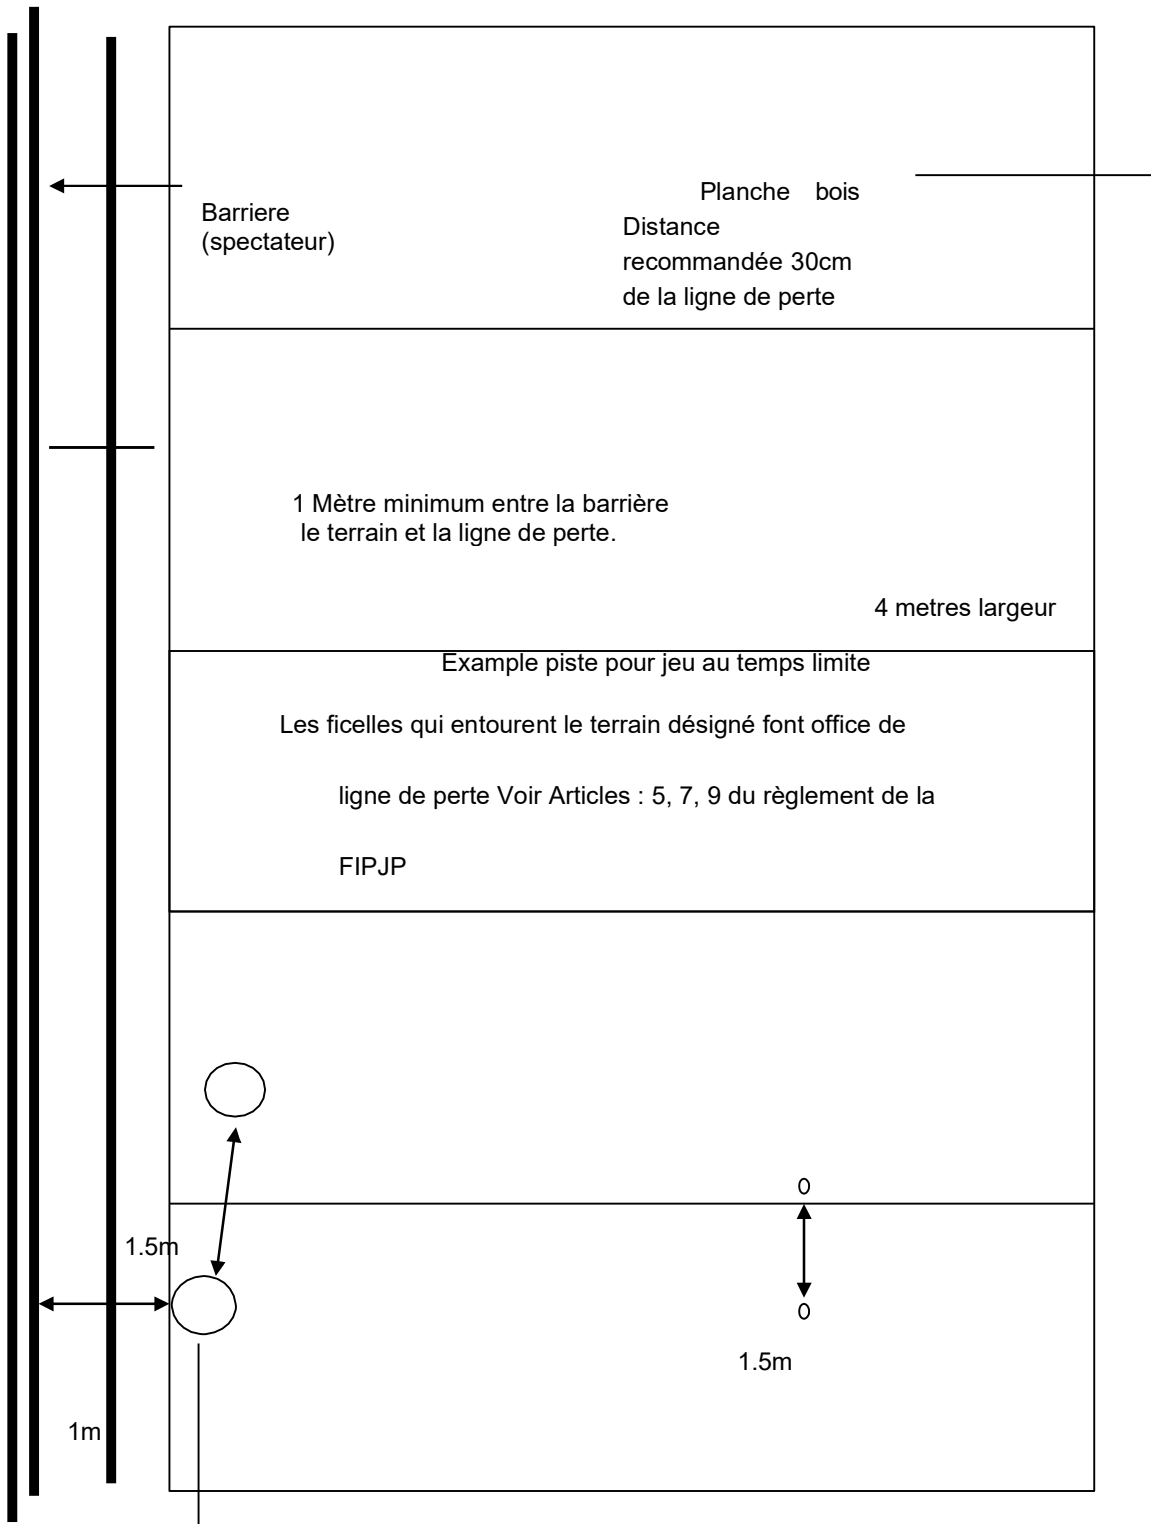 Planche bois
Barriere
(spectateur)
Distance
recommandée 30cm
de la ligne de perte
1 Mètre minimum entre la barrière
le terrain et la ligne de perte.
4 metres largeur
Example piste pour jeu au temps limite
Les ficelles qui entourent le terrain désigné font office de
ligne de perte Voir Articles : 5, 7, 9 du règlement de la
FIPJP
1.5m
1.5m
1m